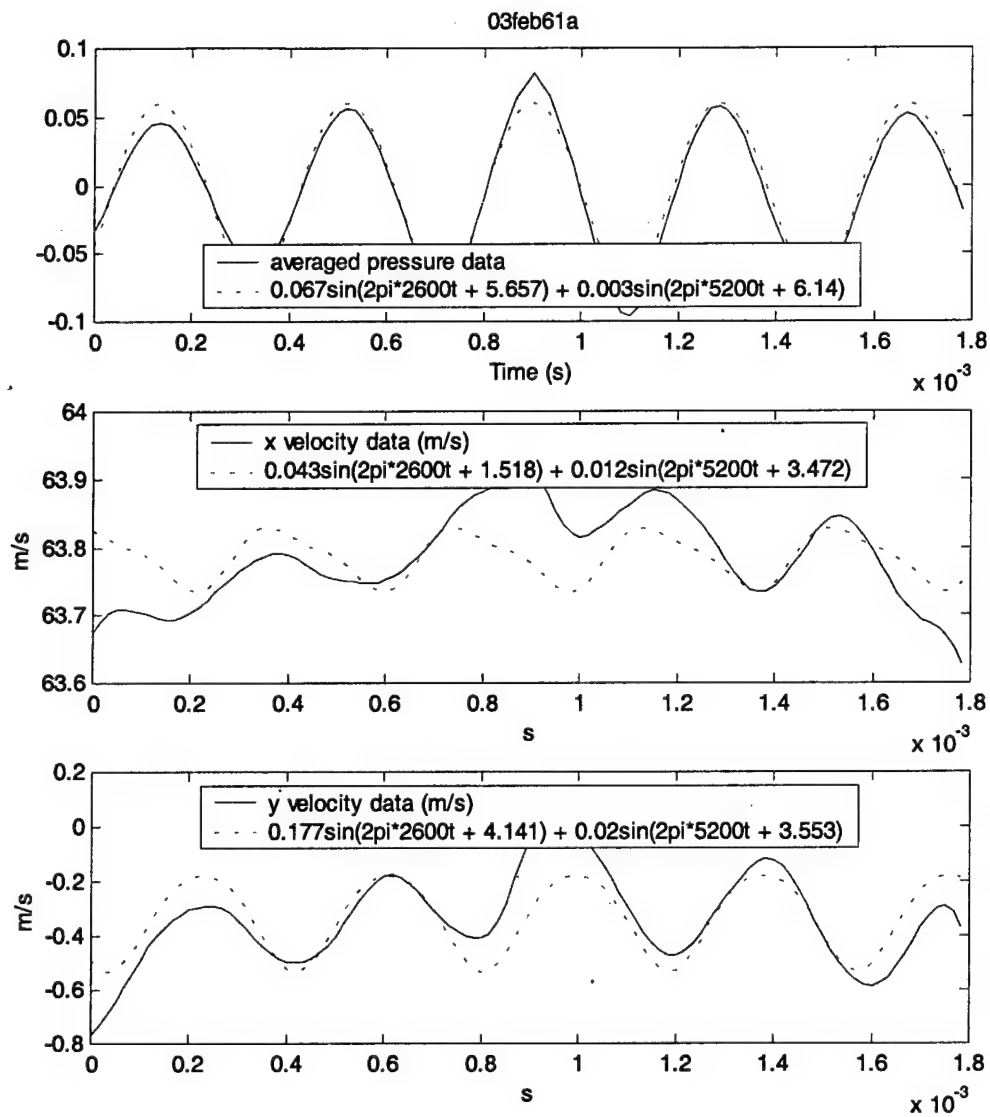 03feb61a
0.1
0.05
0
-0.05
-0.1
averaged pressure data
0.067sin(2pi*2600t + 5.657) + 0.003sin(2pi*5200t + 6.14)
0 0.2 0.4 0.6 0.8 1 1.2 1.4 1.6 1.8
Time (s)
x 10-3
64
63.9
63.8
63.7
63.6
m/s
x velocity data (m/s)
0.043sin(2pi*2600t + 1.518) + 0.012sin(2pi*5200t + 3.472)
0 0.2 0.4 0.6 0.8 1 1.2 1.4 1.6 1.8
s
x 10-3
0.2
0
-0.2
-0.4
-0.6
-0.8
m/s
y velocity data (m/s)
0.177sin(2pi*2600t + 4.141) + 0.02sin(2pi*5200t + 3.553)
0 0.2 0.4 0.6 0.8 1 1.2 1.4 1.6 1.8
s
x 10-3